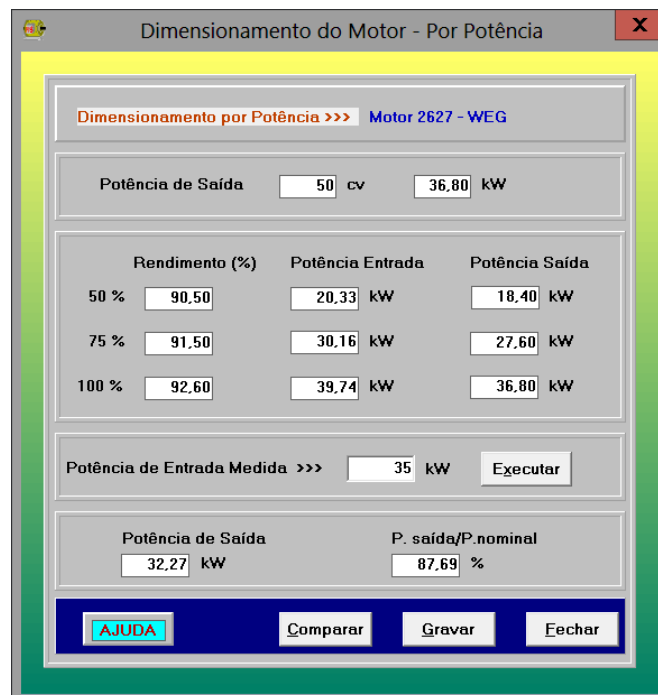 Dimensionamento do Motor - Por Potência
X
Dimensionamento por Potência >>> Motor 2627 - WEG
Potência de Saída 50 cv 36,80 kW
Rendimento (%) Potência Entrada Potência Saída
50 % 90,50 20,33 kW 18,40 kW
75 % 91,50 30,16 kW 27,60 kW
100 % 92,60 39,74 kW 36,80 kW
Potência de Entrada Medida >>> 35 kW Executar
Potência de Saída P. saída/P.nominal
32,27 kW 87,69 %
AJUDA Comparar Gravar Fechar